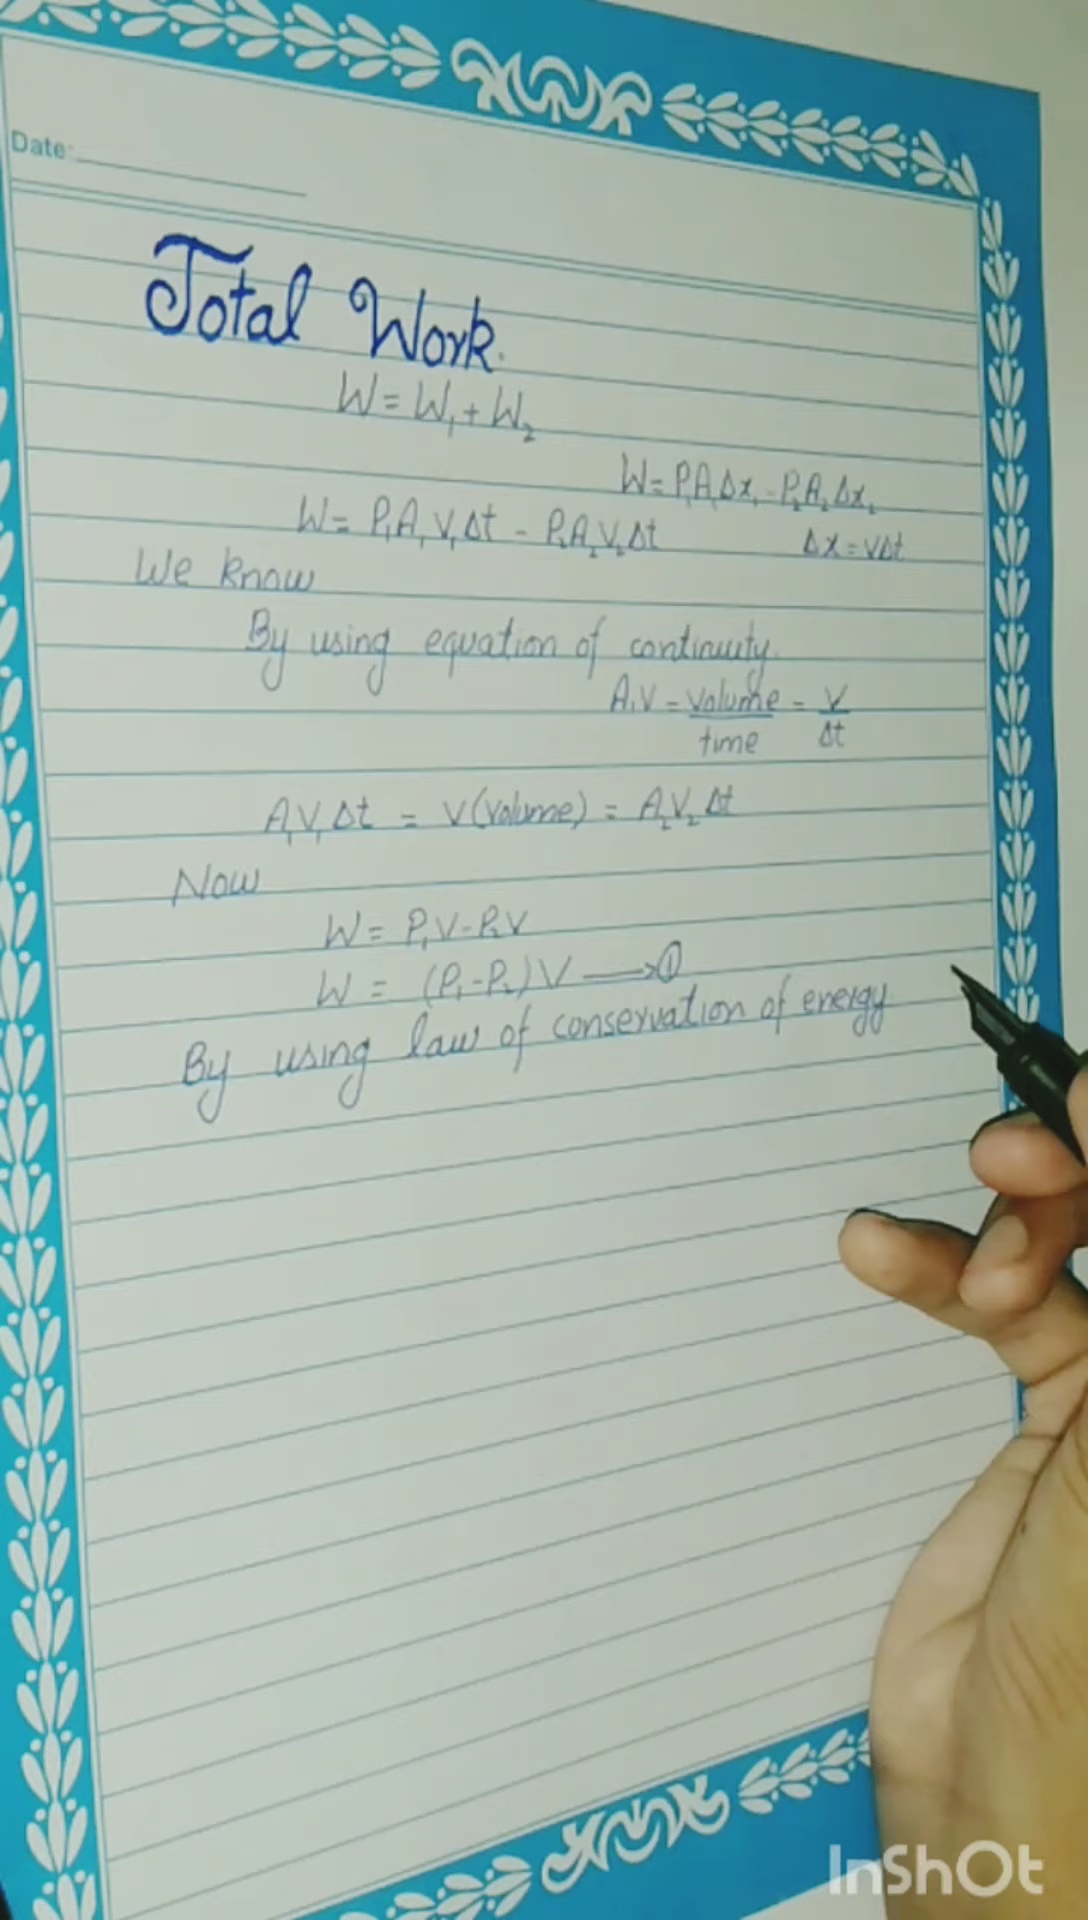 Date:
Total Work.
W = W₁ + W₂
W = P₁A₁Δx₁ - P₂A₂Δx₂
W = P₁A₁V₁Δt - P₂A₂V₂Δt
Δx = vΔt
We know
By using equation of continuity.
A₁V = volume/time = V/Δt
A₁V₁Δt = V(Volume) = A₂V₂Δt
Now
W = P₁V - P₂V
W = (P₁ - P₂)V → ①
By using law of conservation of energy
InShOt